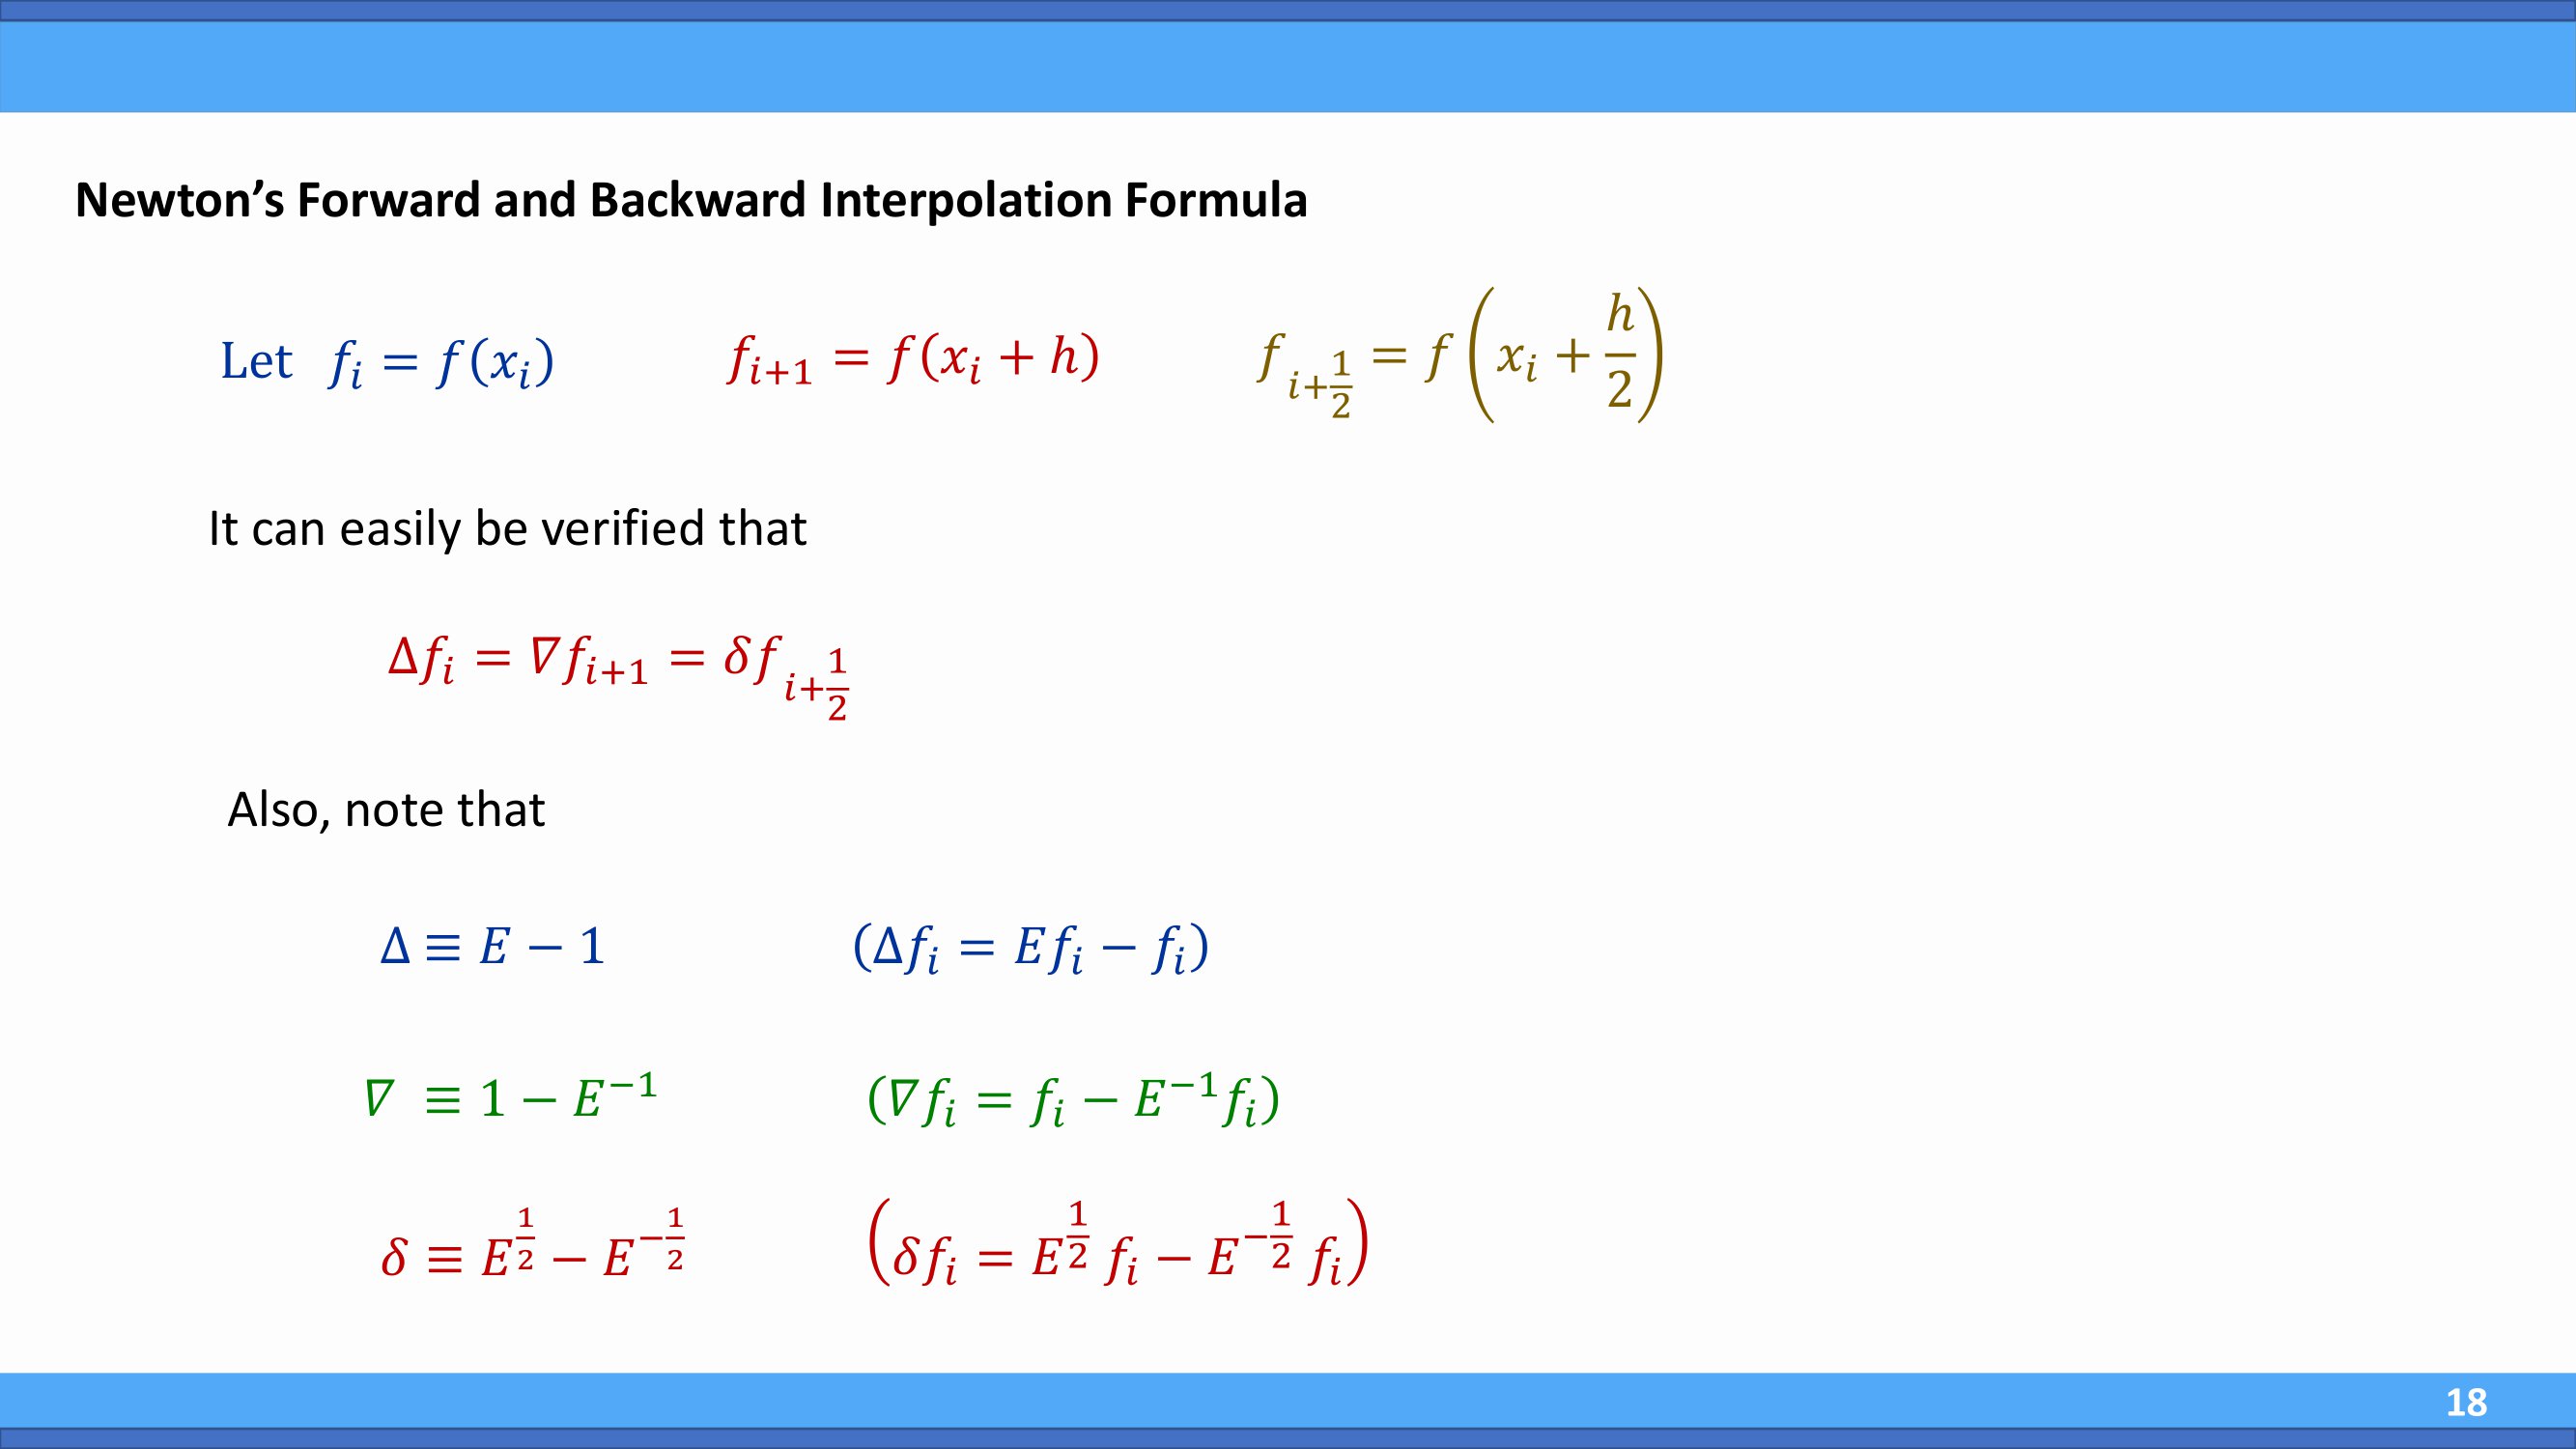 Newton’s Forward and Backward Interpolation Formula
Let $f_i = f(x_i)$ $f_{i+1} = f(x_i + h)$ $f_{i+\frac{1}{2}} = f\left(x_i + \frac{h}{2}\right)$
It can easily be verified that
$\Delta f_i = \nabla f_{i+1} = \delta f_{i+\frac{1}{2}}$
Also, note that
$\Delta \equiv E - 1$ $(\Delta f_i = E f_i - f_i)$
$\nabla \equiv 1 - E^{-1}$ $(\nabla f_i = f_i - E^{-1} f_i)$
$\delta \equiv E^{\frac{1}{2}} - E^{-\frac{1}{2}}$ $\left(\delta f_i = E^{\frac{1}{2}} f_i - E^{-\frac{1}{2}} f_i\right)$
18